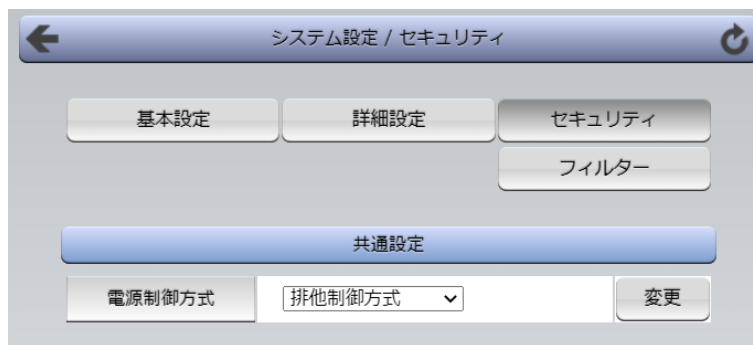 システム設定 / セキュリティ
基本設定 詳細設定 セキュリティ
フィルター
共通設定
電源制御方式 排他制御方式 変更